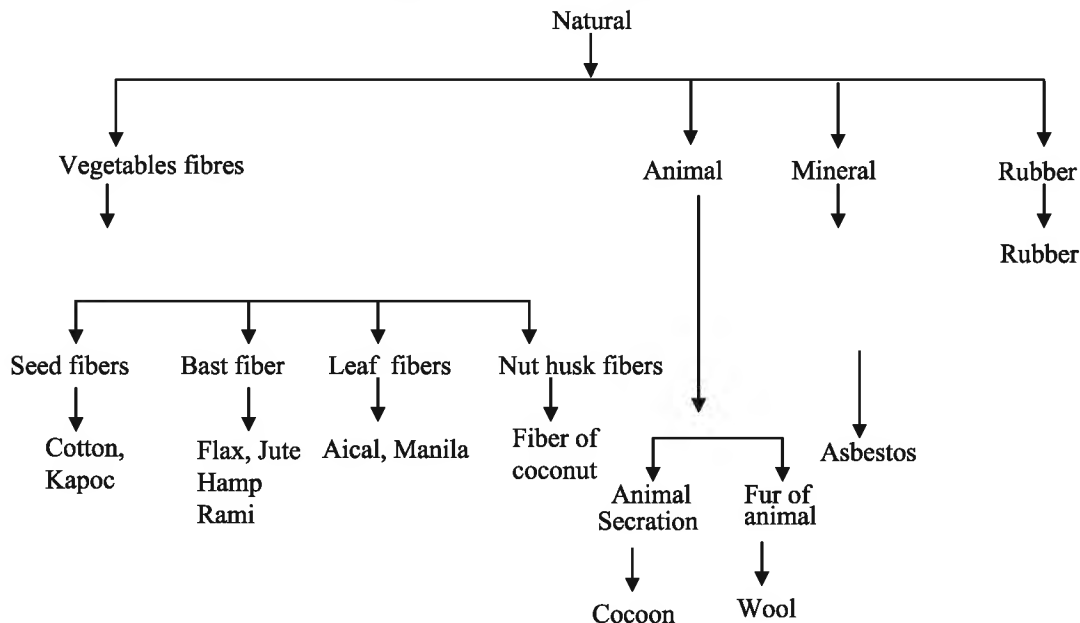 Natural
Vegetables fibres
Animal
Mineral
Rubber
Rubber
Seed fibers
Bast fiber
Leaf fibers
Nut husk fibers
Cotton,
Kapoc
Flax, Jute
Hamp
Rami
Aical, Manila
Fiber of
coconut
Animal
Secration
Fur of
animal
Asbestos
Cocoon
Wool